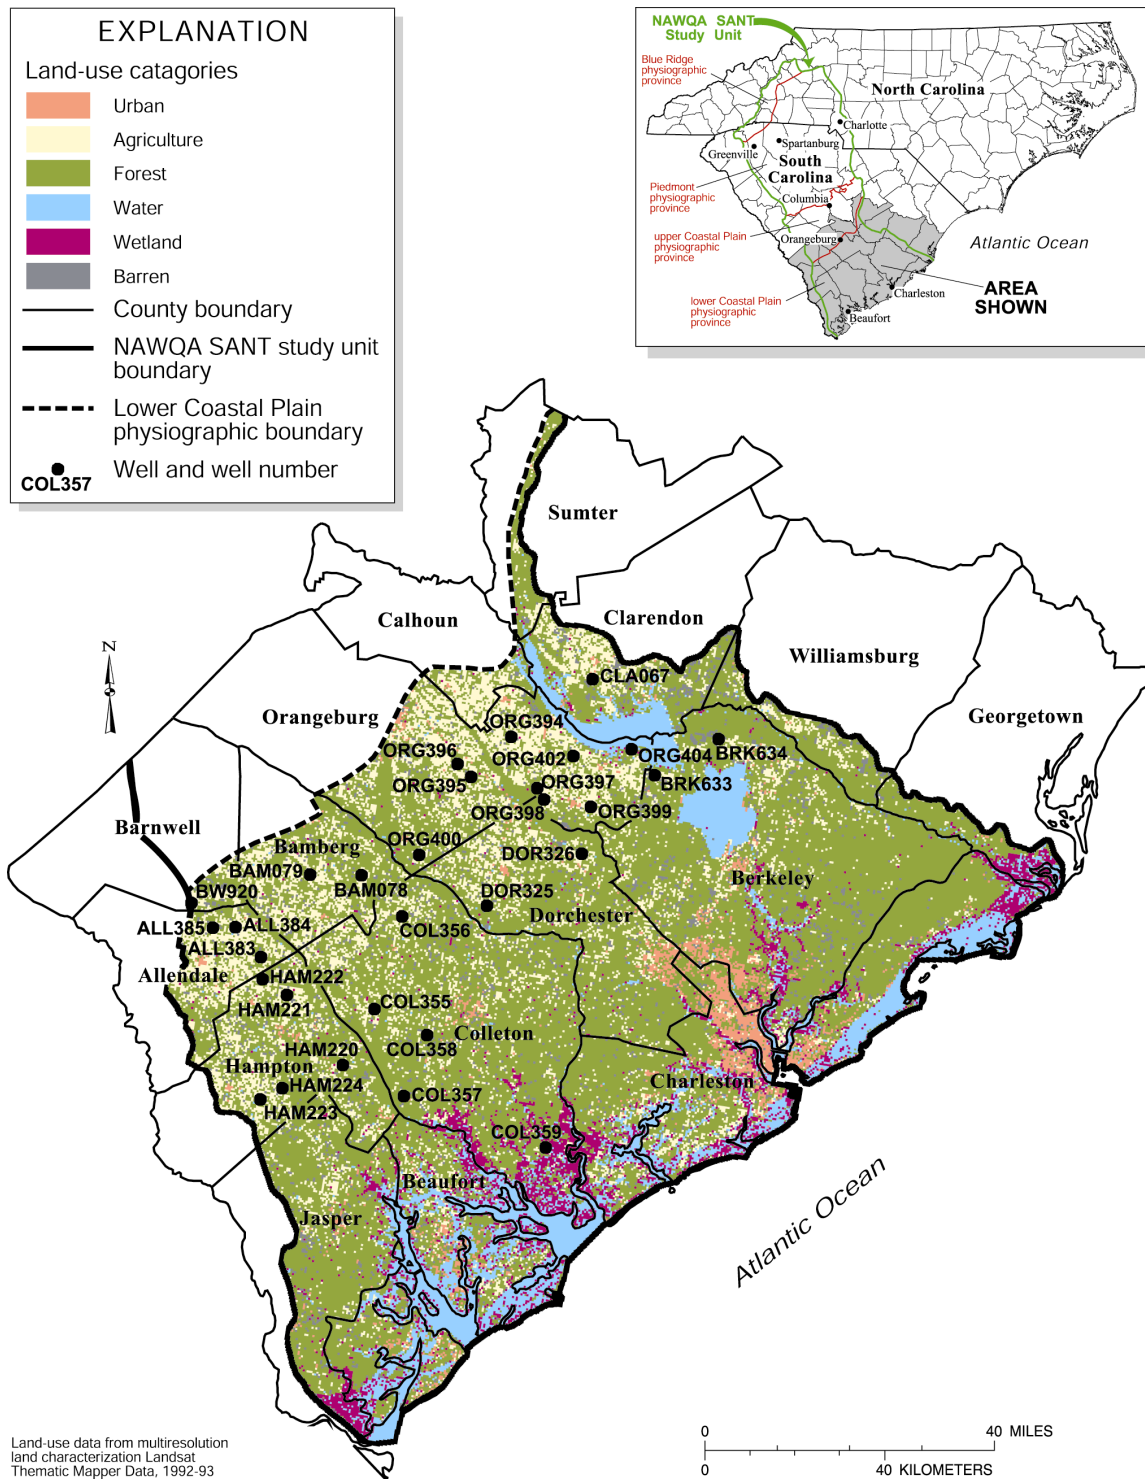 EXPLANATION
Land-use catagories
Urban
Agriculture
Forest
Water
Wetland
Barren
County boundary
NAWQA SANT study unit
boundary
Lower Coastal Plain
physiographic boundary
Well and well number
COL357
NAWQA SANT
Study Unit
Blue Ridge
physiographic
province
North Carolina
Charlotte
Spartanburg
Greenville
South
Carolina
Piedmont
physiographic
province
Columbia
upper Coastal Plain
physiographic
province
Orangeburg
Atlantic Ocean
lower Coastal Plain
physiographic
province
Charleston
AREA
SHOWN
Beaufort
Sumter
Calhoun
Clarendon
N
Williamsburg
CLA067
Orangeburg
Georgetown
ORG394
ORG396
ORG402
ORG404
BRK634
ORG395
ORG397
BRK633
ORG398
ORG399
Barnwell
Bamberg
ORG400
DOR326
BAM079
BAM078
Berkeley
BW920
DOR325
Dorchester
ALL385
ALL384
COL356
ALL383
Allendale
HAM222
HAM221
COL355
Colleton
HAM220
COL358
Hampton
HAM224
Charleston
HAM223
COL357
COL359
Beaufort
Jasper
Atlantic Ocean
0
40 MILES
0
40 KILOMETERS
Land-use data from multiresolution
land characterization Landsat
Thematic Mapper Data, 1992-93